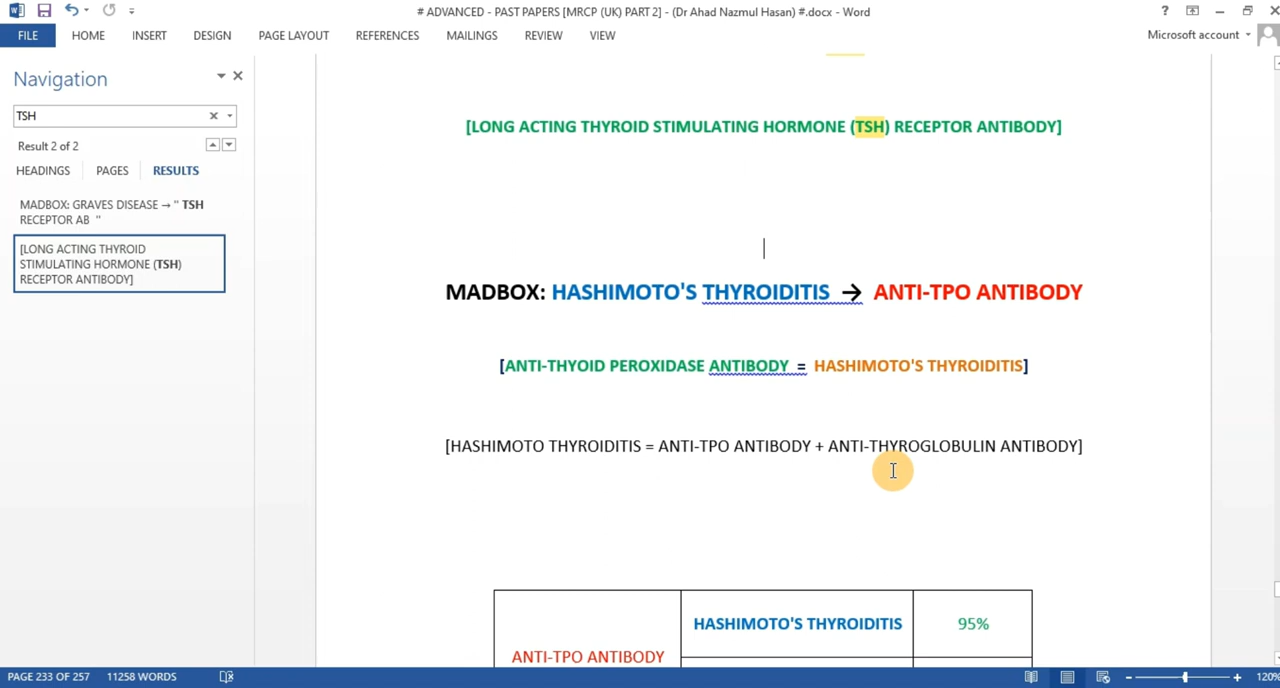 # ADVANCED - PAST PAPERS [MRCP (UK) PART 2] - (Dr Ahad Nazmul Hasan) #.docx - Word
FILE HOME INSERT DESIGN PAGE LAYOUT REFERENCES MAILINGS REVIEW VIEW Microsoft account
Navigation
TSH
Result 2 of 2
HEADINGS PAGES RESULTS
MADBOX: GRAVES DISEASE → " TSH
RECEPTOR AB "
[LONG ACTING THYROID
STIMULATING HORMONE (TSH)
RECEPTOR ANTIBODY]
[LONG ACTING THYROID STIMULATING HORMONE (TSH) RECEPTOR ANTIBODY]
MADBOX: HASHIMOTO'S THYROIDITIS → ANTI-TPO ANTIBODY
[ANTI-THYOID PEROXIDASE ANTIBODY = HASHIMOTO'S THYROIDITIS]
[HASHIMOTO THYROIDITIS = ANTI-TPO ANTIBODY + ANTI-THYROGLOBULIN ANTIBODY]
HASHIMOTO'S THYROIDITIS 95%
ANTI-TPO ANTIBODY
PAGE 233 OF 257 11258 WORDS 120%